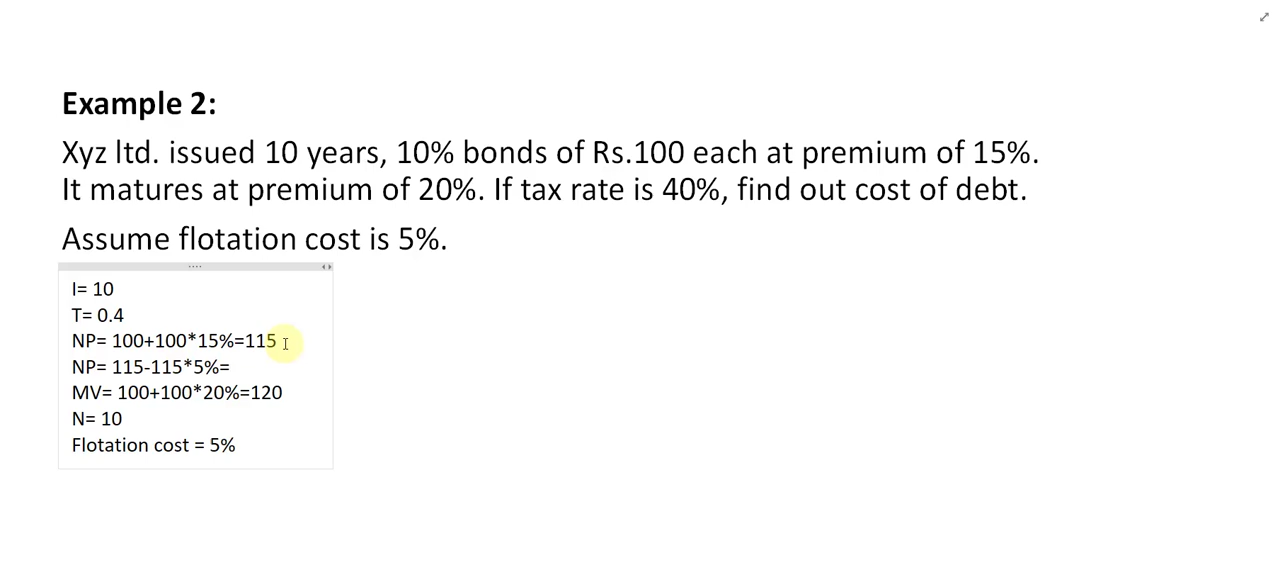 Example 2:
Xyz ltd. issued 10 years, 10% bonds of Rs.100 each at premium of 15%.
It matures at premium of 20%. If tax rate is 40%, find out cost of debt.
Assume flotation cost is 5%.
I= 10
T= 0.4
NP= 100+100*15%=115
NP= 115-115*5%=
MV= 100+100*20%=120
N= 10
Flotation cost = 5%